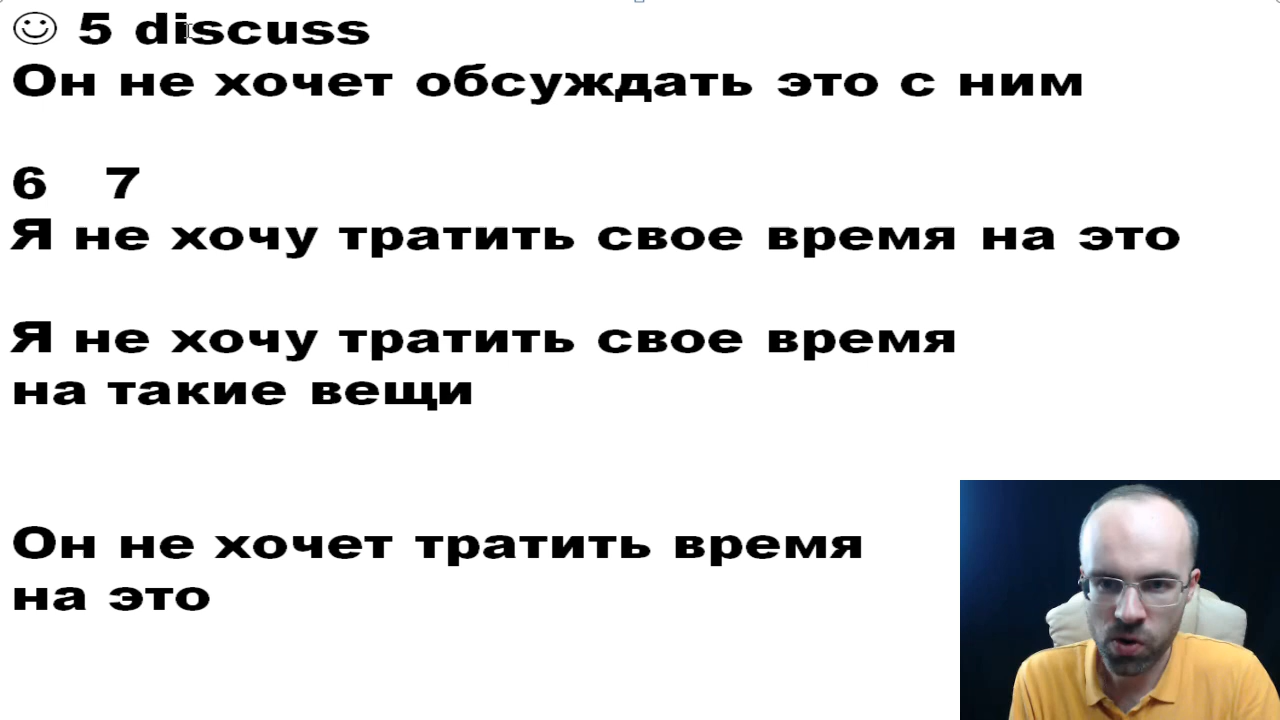 ☺ 5 discuss
Он не хочет обсуждать это с ним
6 7
Я не хочу тратить свое время на это
Я не хочу тратить свое время
на такие вещи
Он не хочет тратить время
на это